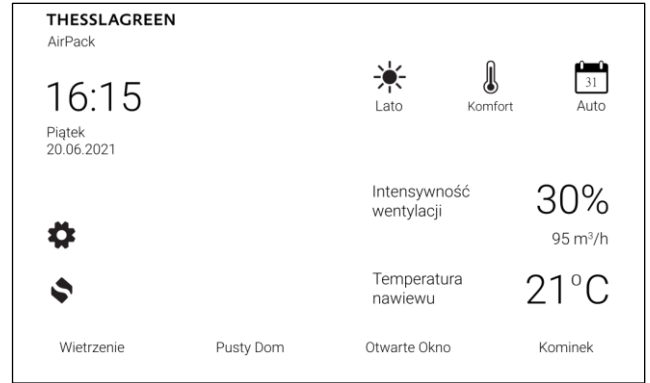 THESSLAGREEN
AirPack
16:15
Piątek
20.06.2021
31
Lato
Komfort
Auto
Intensywność
wentylacji
30%
95 m³/h
Temperatura
nawiewu
21°C
Wietrzenie
Pusty Dom
Otwarte Okno
Kominek